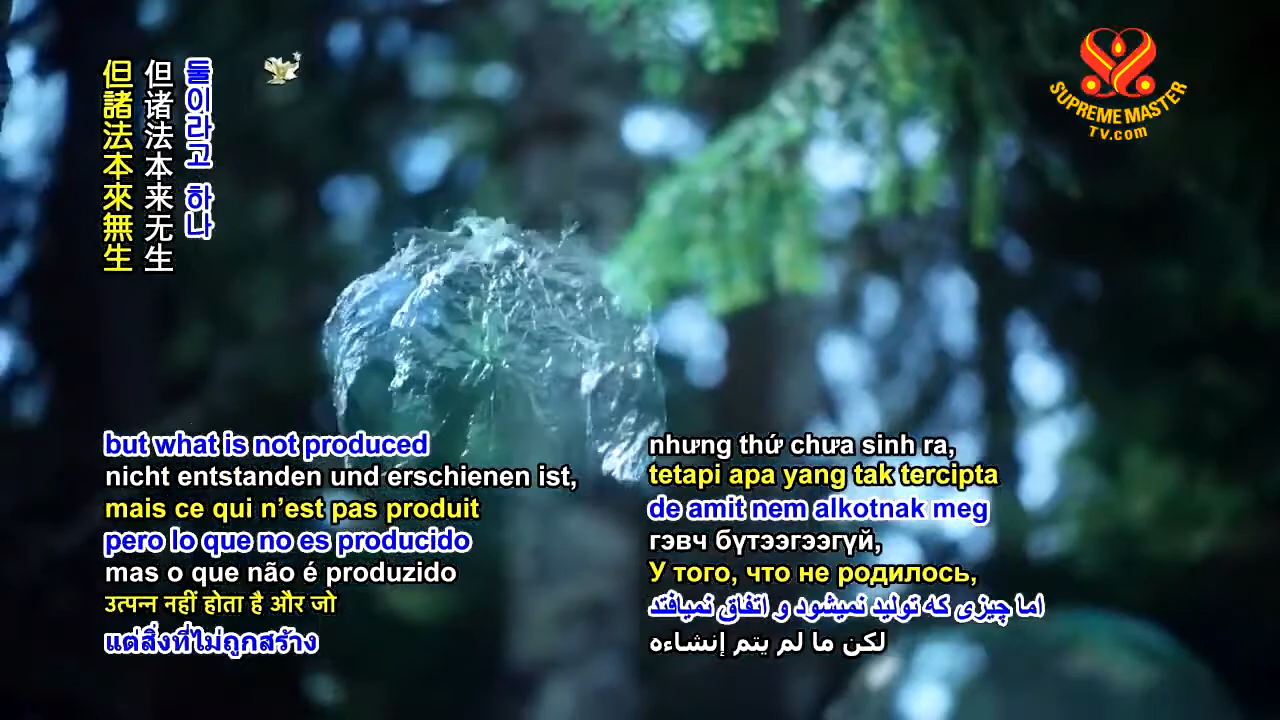 但諸法本來無生
但诸法本来无生
둘이라고 하나
SUPREME MASTER
TV.com
but what is not produced
nicht entstanden und erschienen ist,
mais ce qui n’est pas produit
pero lo que no es producido
mas o que não é produzido
उत्पन्न नहीं होता है और जो
แต่สิ่งที่ไม่ถูกสร้าง
nhưng thứ chưa sinh ra,
tetapi apa yang tak tercipta
de amit nem alkotnak meg
гэвч бүтээгээгүй,
У того, что не родилось,
اما چیزی که تولید نمیشود و اتفاق نمیافتد
لكن ما لم يتم إنشاءه